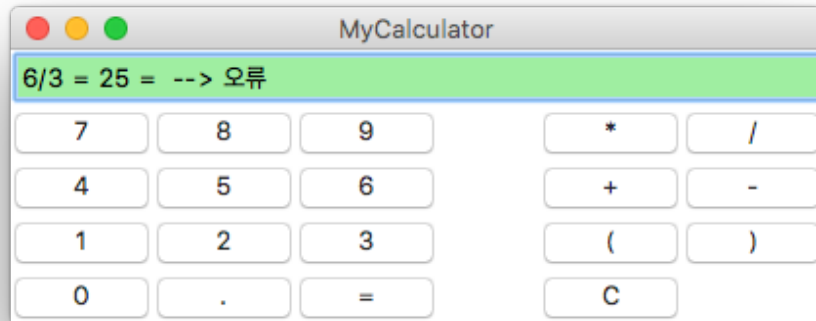 MyCalculator
6/3 = 25 =  --> 오류
7 8 9 * /
4 5 6 + -
1 2 3 ( )
0 . = C